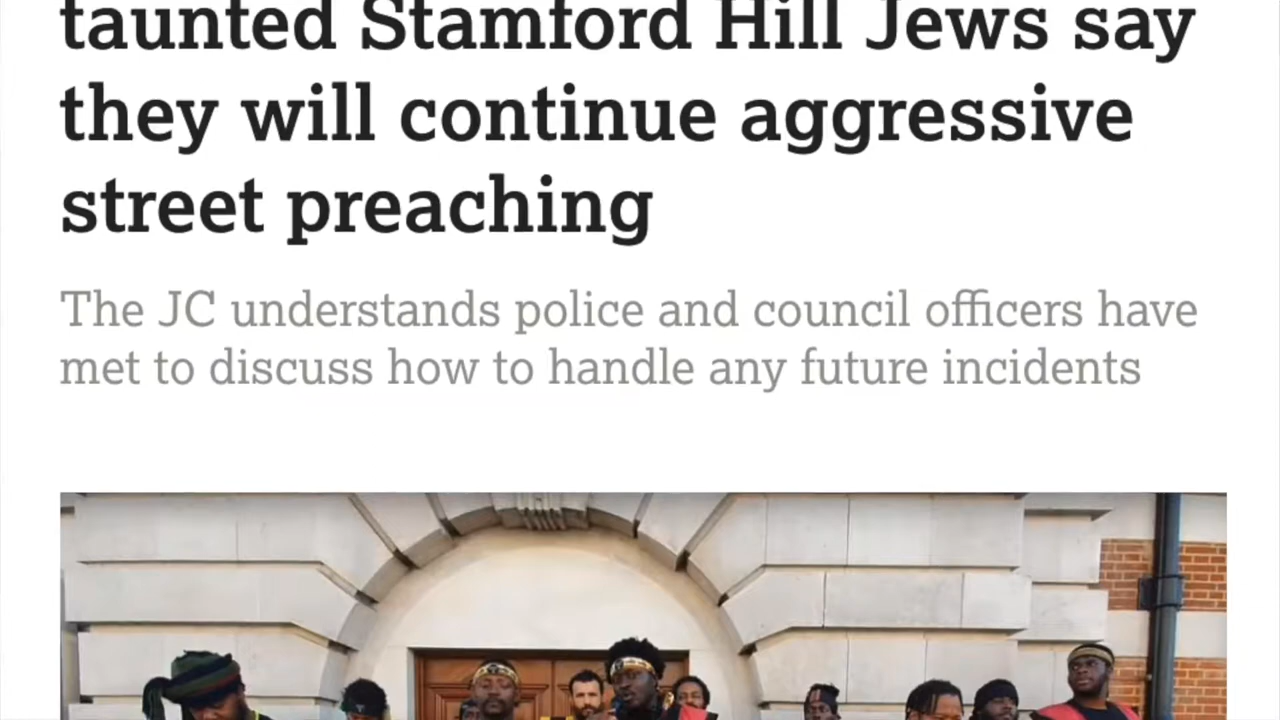 taunted Stamford Hill Jews say
they will continue aggressive
street preaching
The JC understands police and council officers have
met to discuss how to handle any future incidents